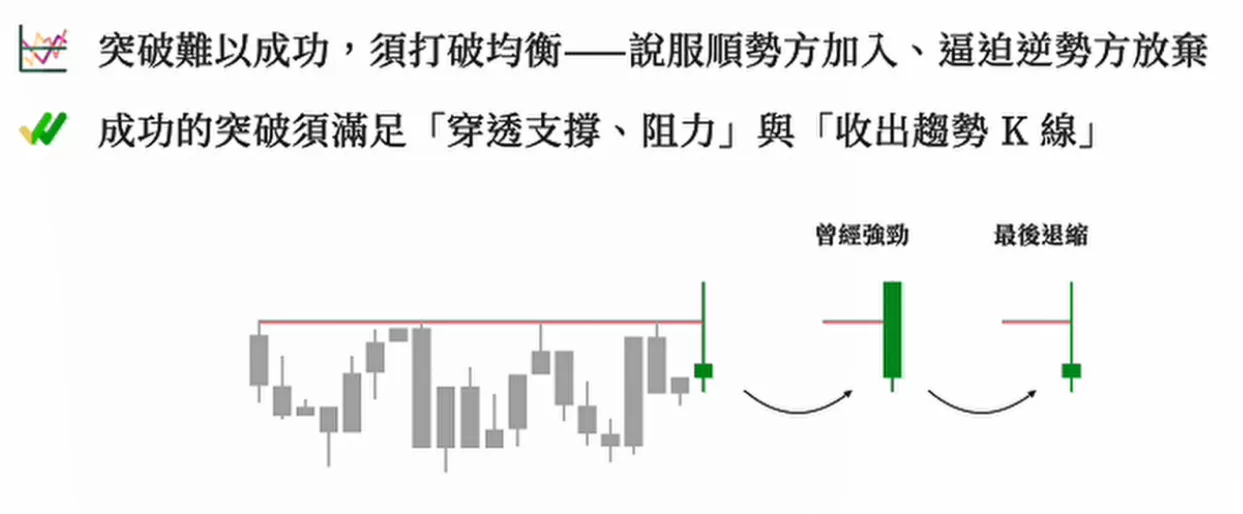 突破難以成功，須打破均衡——說服順勢方加入、逼迫逆勢方放棄
成功的突破須滿足「穿透支撐、阻力」與「收出趨勢 K 線」
曾經強勁
最後退縮